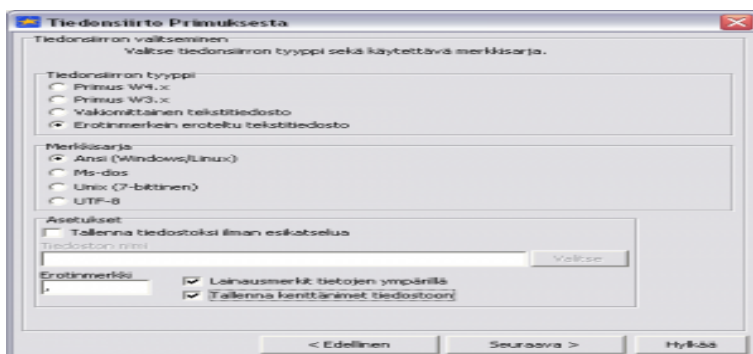 Tiedonsiirto Primuksesta
Tiedonsiirron valitseminen
Valitse tiedonsiirron tyyppi sekä käytettävä merkkisarja.
Tiedonsiirron tyyppi
Primus W4.x
Primus W3.x
Vakiomittainen tekstitiedosto
Erotinmerkein eroteltu tekstitiedosto
Merkkisarja
Ansi (Windows/Linux)
Ms-dos
Unix (7-bittinen)
UTF-8
Asetukset
Tallenna tiedostoksi ilman esikatselua
Tiedoston nimi
Valitse
Erotinmerkki
,
Lainausmerkit tietojen ympärillä
Tallenna kenttänimet tiedostoon
< Edellinen Seuraava > Hylkää